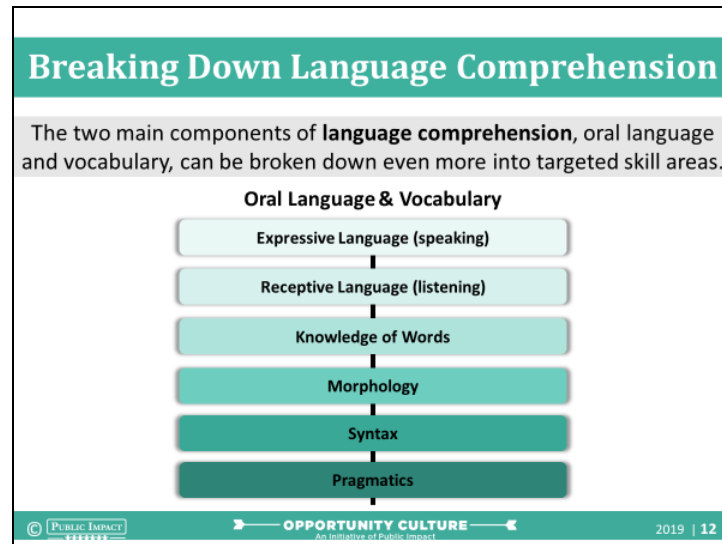 Breaking Down Language Comprehension
The two main components of language comprehension, oral language
and vocabulary, can be broken down even more into targeted skill areas.
Oral Language & Vocabulary
Expressive Language (speaking)
Receptive Language (listening)
Knowledge of Words
Morphology
Syntax
Pragmatics
© PUBLIC IMPACT
OPPORTUNITY CULTURE
An Initiative of Public Impact
2019 | 12